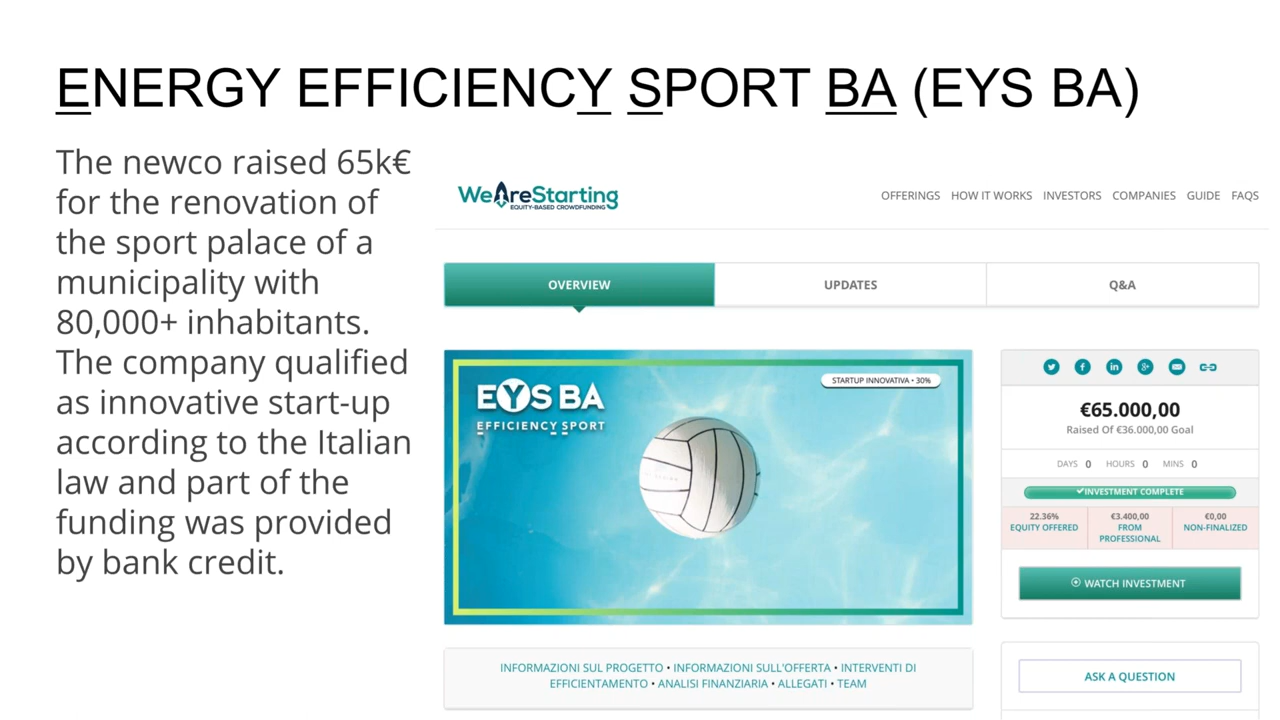 ENERGY EFFICIENCY SPORT BA (EYS BA)
The newco raised 65k€
for the renovation of
the sport palace of a
municipality with
80,000+ inhabitants.
The company qualified
as innovative start-up
according to the Italian
law and part of the
funding was provided
by bank credit.
WeAreStarting
EQUITY-BASED CROWDFUNDING
OFFERINGS HOW IT WORKS INVESTORS COMPANIES GUIDE FAQS
OVERVIEW UPDATES Q&A
STARTUP INNOVATIVA • 30%
EYS BA
EFFICIENCY SPORT
€65.000,00
Raised Of €36.000,00 Goal
DAYS 0 HOURS 0 MINS 0
INVESTMENT COMPLETE
22.36%
EQUITY OFFERED
€3.400,00
FROM
PROFESSIONAL
€0,00
NON-FINALIZED
WATCH INVESTMENT
INFORMAZIONI SUL PROGETTO • INFORMAZIONI SULL'OFFERTA • INTERVENTI DI
EFFICIENTAMENTO • ANALISI FINANZIARIA • ALLEGATI • TEAM
ASK A QUESTION